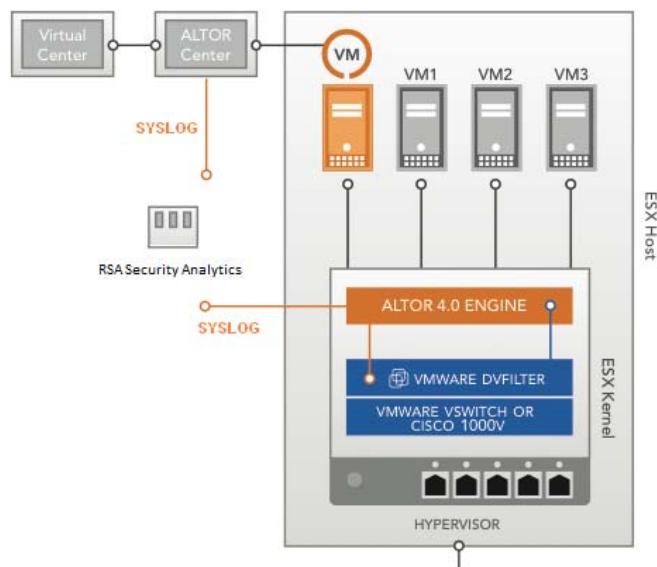 Virtual
Center
ALTOR
Center
VM
VM1
VM2
VM3
SYSLOG
RSA Security Analytics
SYSLOG
ALTOR 4.0 ENGINE
VMWARE DVFILTER
VMWARE VSWITCH OR
CISCO 1000V
HYPERVISOR
ESX Kernel
ESX Host